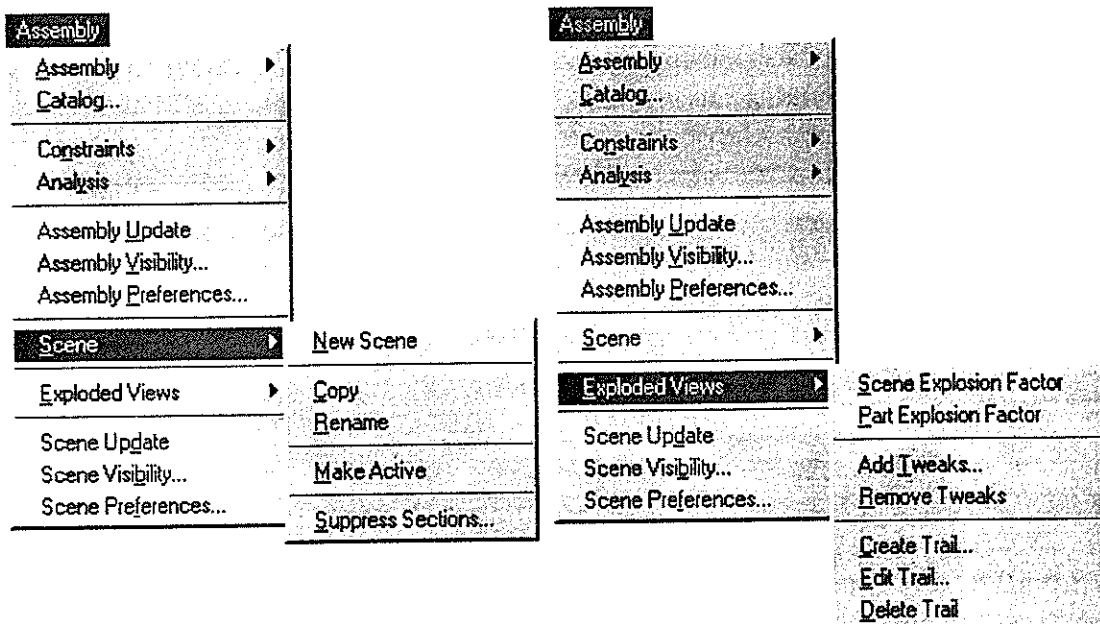 Assembly
Assembly
Catalog...
Constraints
Analysis
Assembly Update
Assembly Visibility...
Assembly Preferences...
Scene
Exploded Views
Scene Update
Scene Visibility...
Scene Preferences...
New Scene
Copy
Rename
Make Active
Suppress Sections...
Assembly
Assembly
Catalog...
Constraints
Analysis
Assembly Update
Assembly Visibility...
Assembly Preferences...
Scene
Exploded Views
Scene Update
Scene Visibility...
Scene Preferences...
Scene Explosion Factor
Part Explosion Factor
Add Tweaks...
Remove Tweaks
Create Trail...
Edit Trail...
Delete Trail